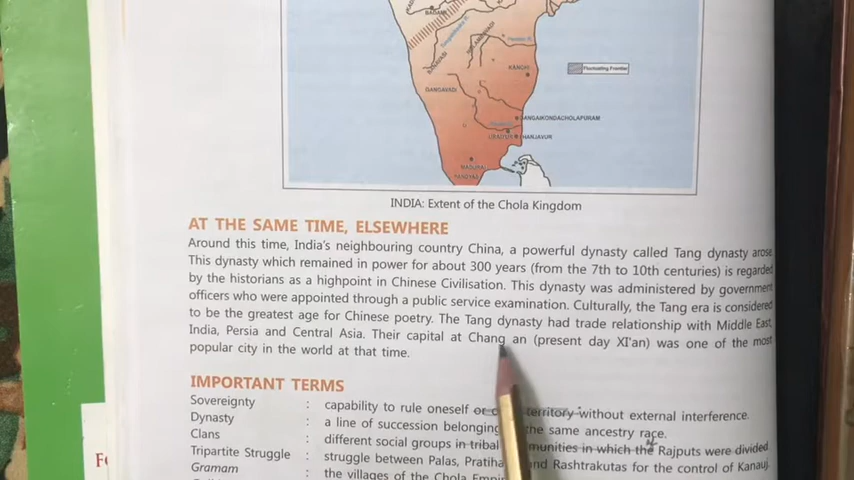 KANCHI
Fluctuating Frontier
GANGAVADI
GANGAIKONDACHOLAPURAM
THANJAVUR
MADURAI
PANDYAS
INDIA: Extent of the Chola Kingdom
AT THE SAME TIME, ELSEWHERE
Around this time, India's neighbouring country China, a powerful dynasty called Tang dynasty arose
This dynasty which remained in power for about 300 years (from the 7th to 10th centuries) is regarded
by the historians as a highpoint in Chinese Civilisation. This dynasty was administered by government
officers who were appointed through a public service examination. Culturally, the Tang era is considered
to be the greatest age for Chinese poetry. The Tang dynasty had trade relationship with Middle East,
India, Persia and Central Asia. Their capital at Chang an (present day XI'an) was one of the most
popular city in the world at that time.
IMPORTANT TERMS
Sovereignty : capability to rule oneself or territory without external interference.
Dynasty : a line of succession belonging the same ancestry race.
Clans : different social groups in tribal in which the Rajputs were divided
Tripartite Struggle : struggle between Palas, and Rashtrakutas for the control of Kanauj.
Gramam : the villages of the Chola